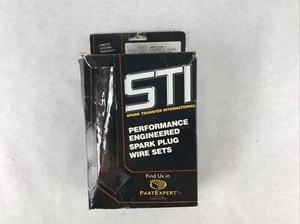 STI
SPARK TRANSFER INTERNATIONAL
PERFORMANCE
ENGINEERED
SPARK PLUG
WIRE SETS
Find Us in
PARTEXPERT